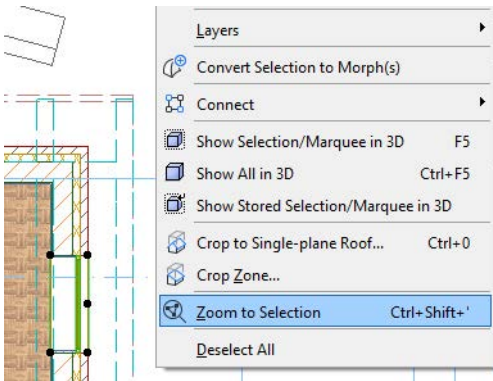 Layers
Convert Selection to Morph(s)
Connect
Show Selection/Marquee in 3D F5
Show All in 3D Ctrl+F5
Show Stored Selection/Marquee in 3D
Crop to Single-plane Roof... Ctrl+0
Crop Zone...
Zoom to Selection Ctrl+Shift+'
Deselect All